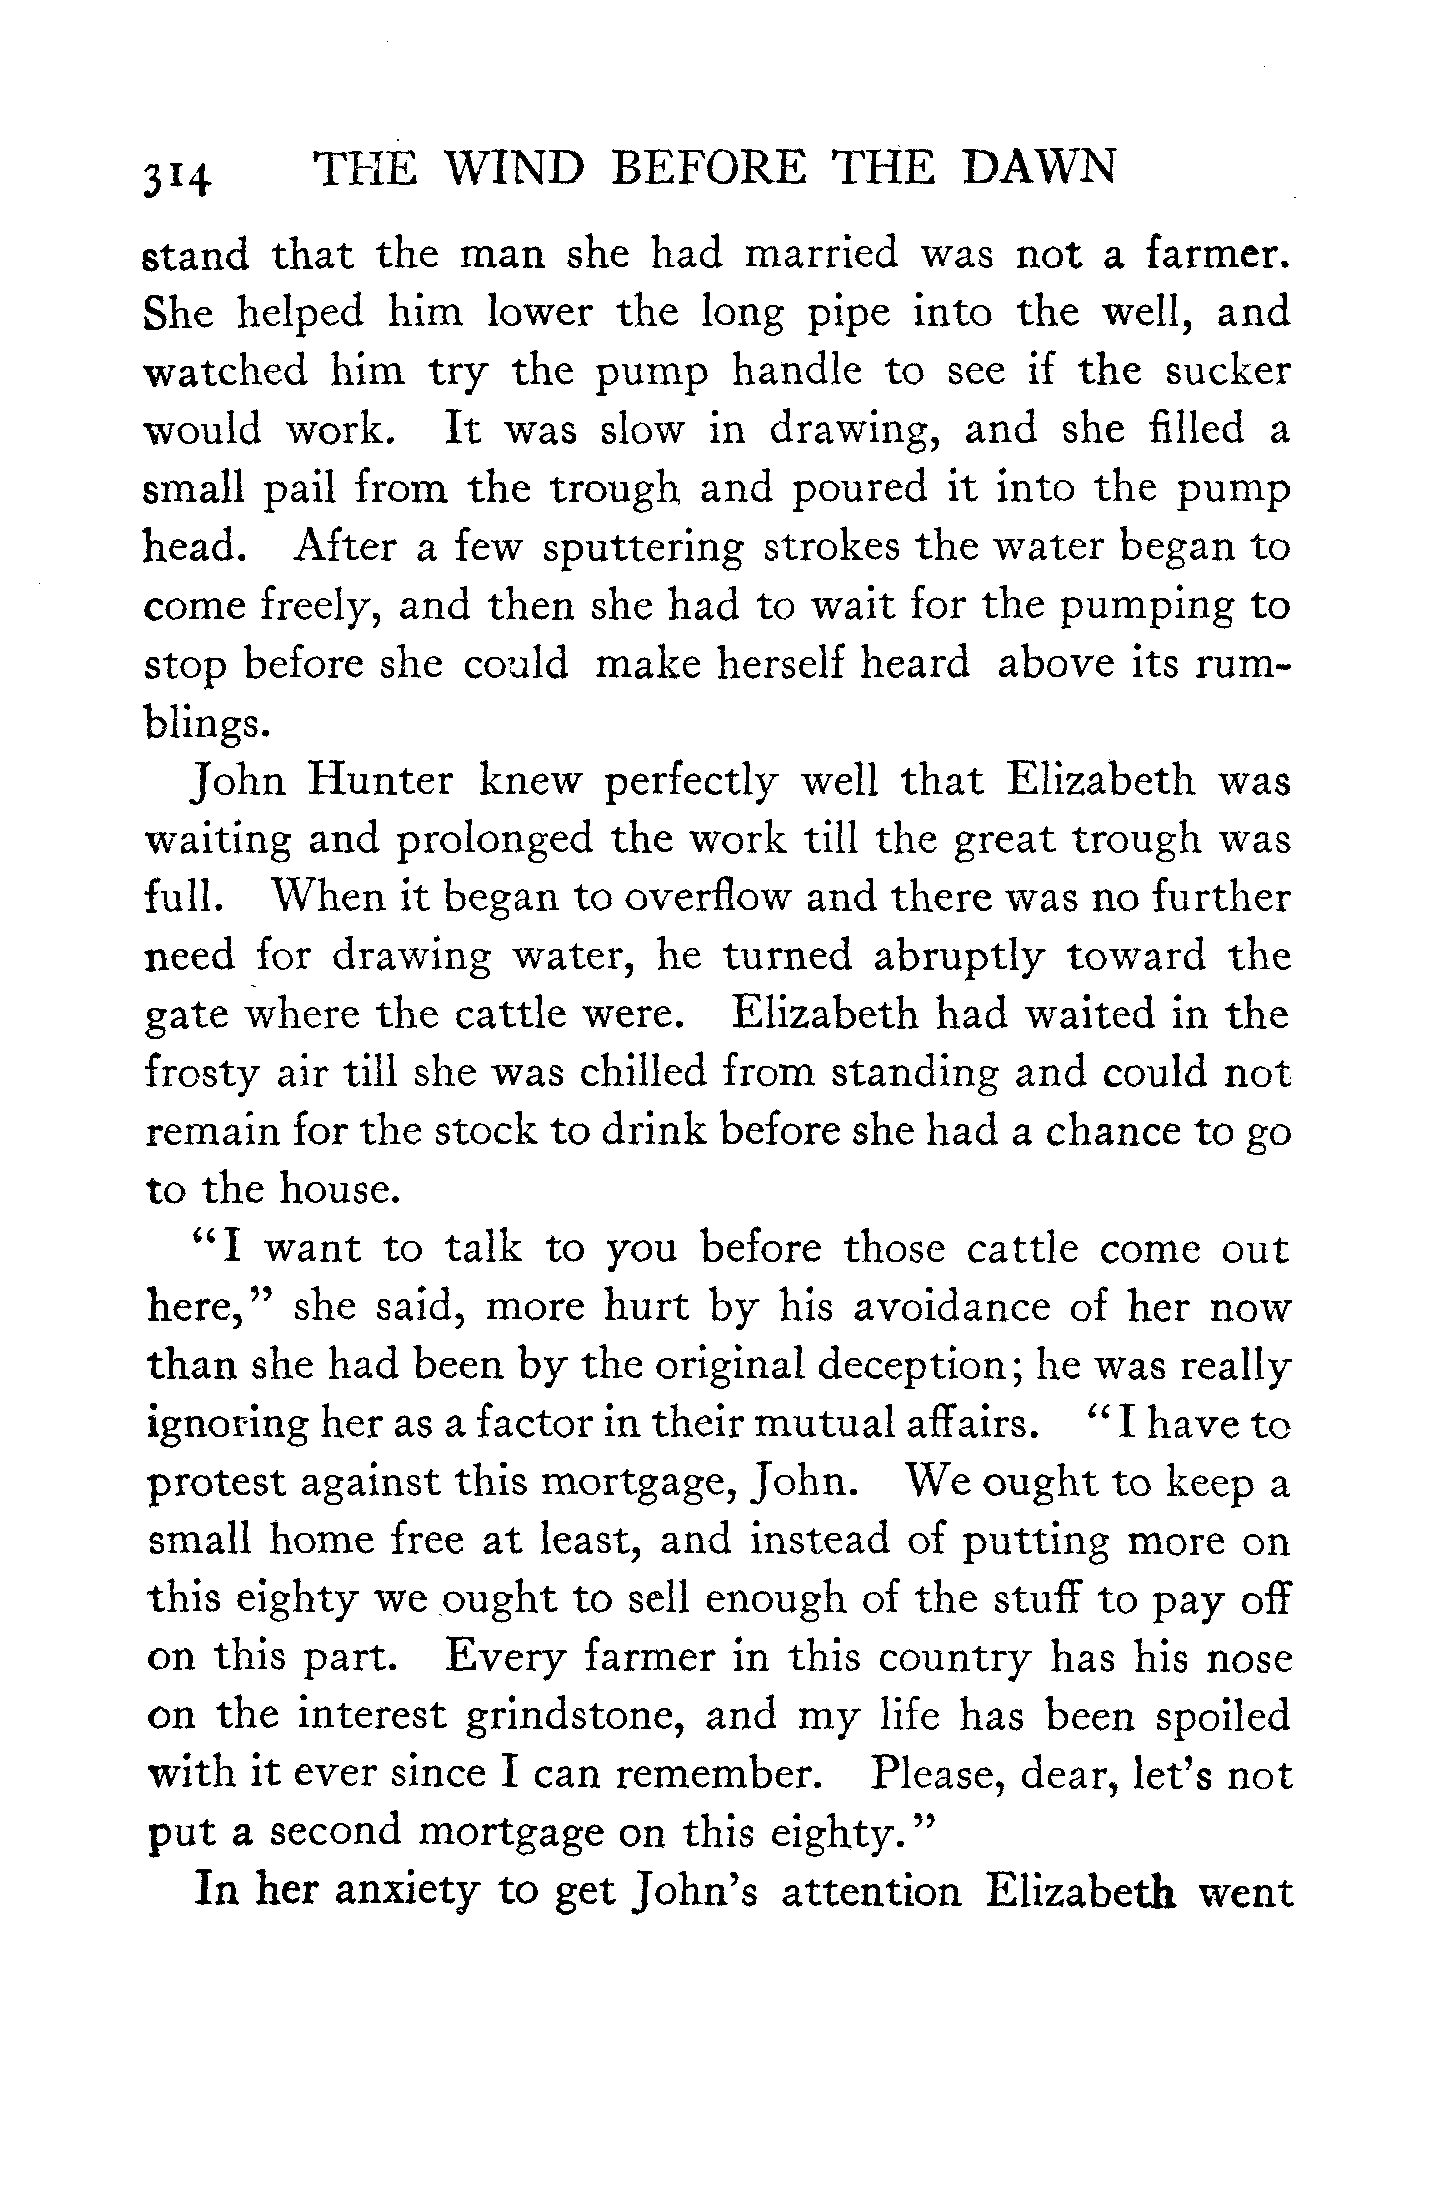 314 THE WIND BEFORE THE DAWN
stand that the man she had married was not a farmer.
She helped him lower the long pipe into the well, and
watched him try the pump handle to see if the sucker
would work. It was slow in drawing, and she filled a
small pail from the trough and poured it into the pump
head. After a few sputtering strokes the water began to
come freely, and then she had to wait for the pumping to
stop before she could make herself heard above its rum-
blings.
John Hunter knew perfectly well that Elizabeth was
waiting and prolonged the work till the great trough was
full. When it began to overflow and there was no further
need for drawing water, he turned abruptly toward the
gate where the cattle were. Elizabeth had waited in the
frosty air till she was chilled from standing and could not
remain for the stock to drink before she had a chance to go
to the house.
"I want to talk to you before those cattle come out
here," she said, more hurt by his avoidance of her now
than she had been by the original deception; he was really
ignoring her as a factor in their mutual affairs. "I have to
protest against this mortgage, John. We ought to keep a
small home free at least, and instead of putting more on
this eighty we ought to sell enough of the stuff to pay off
on this part. Every farmer in this country has his nose
on the interest grindstone, and my life has been spoiled
with it ever since I can remember. Please, dear, let's not
put a second mortgage on this eighty."
In her anxiety to get John's attention Elizabeth went